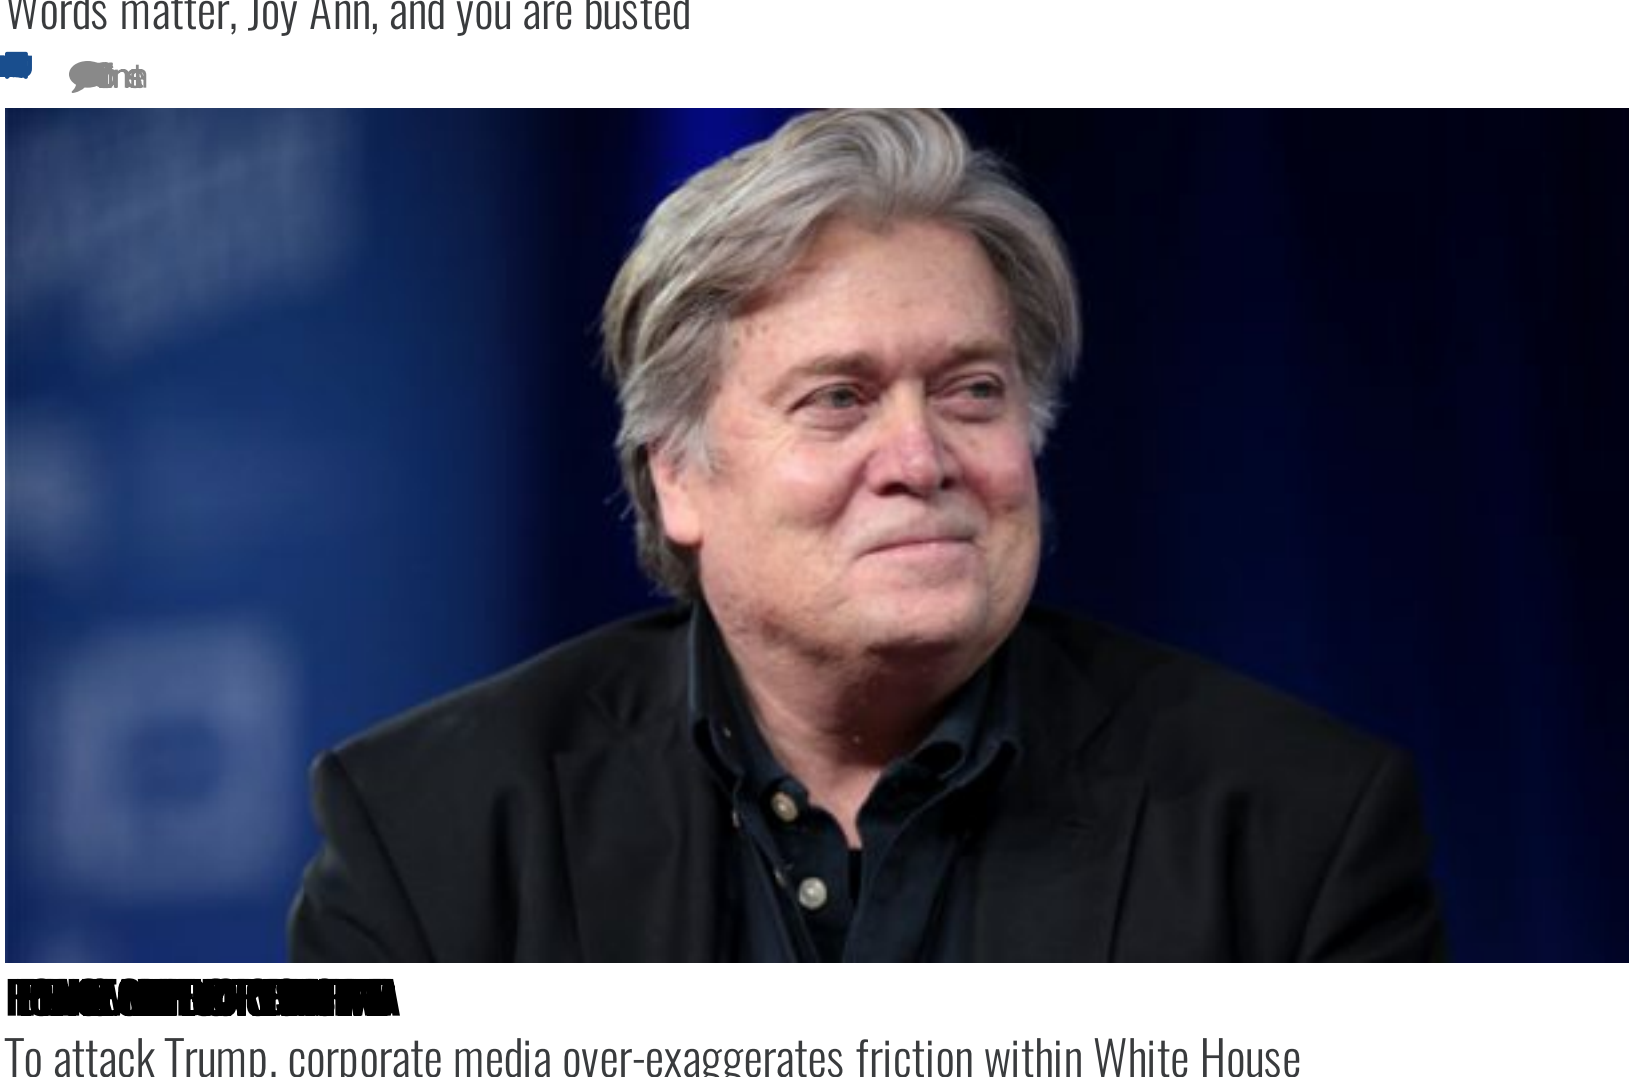 Words matter, Joy Ann, and you are busted
To attack Trump, corporate media over-exaggerates friction within White House